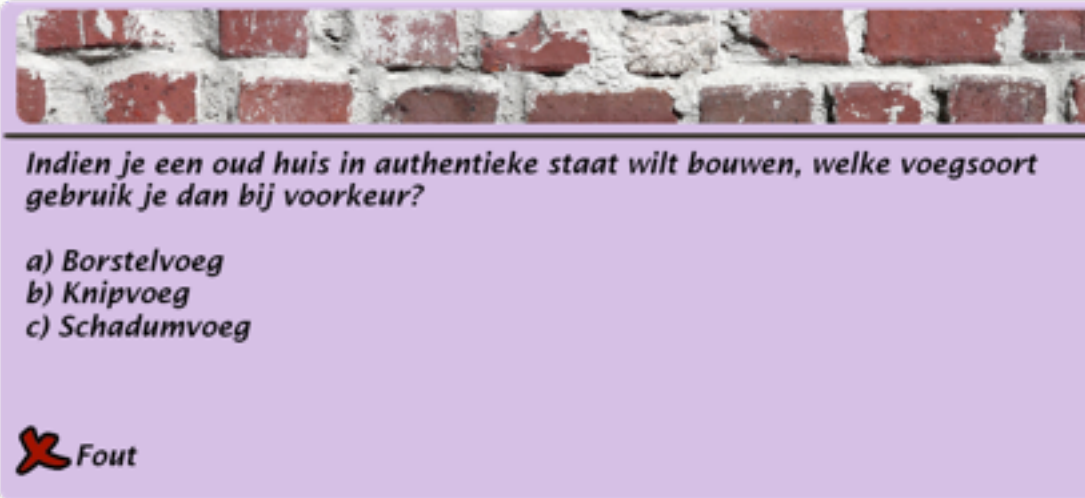 Indien je een oud huis in authentieke staat wilt bouwen, welke voegsoort
gebruik je dan bij voorkeur?
a) Borstelvoeg
b) Knipvoeg
c) Schadumvoeg
Fout